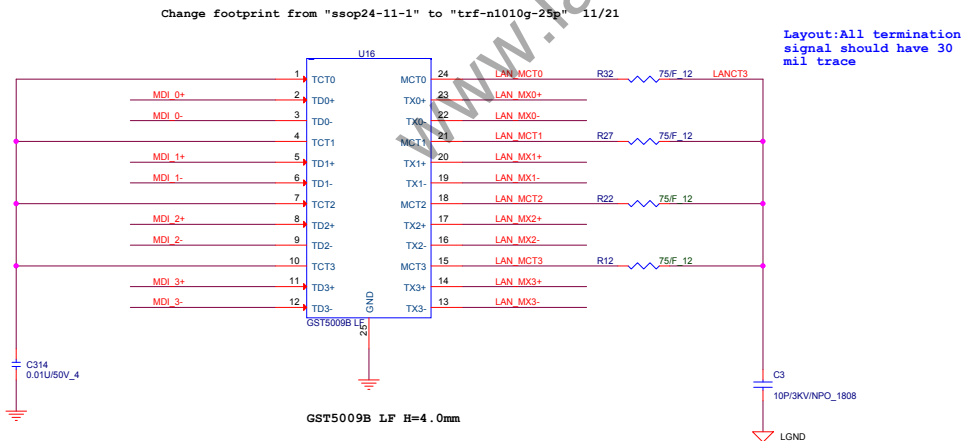 Change footprint from "ssop24-11-1" to "trf-n1010g-25p" 11/21
www.la
Layout:All termination
signal should have 30
mil trace
U16
1 TCT0 MCT0 24 LAN_MCT0 R32 75/F_12 LANCT3
MDI_0+ 2 TD0+ TX0+ 23 LAN_MX0+
MDI_0- 3 TD0- TX0- 22 LAN_MX0-
4 TCT1 MCT1 21 LAN_MCT1 R27 75/F_12
MDI_1+ 5 TD1+ TX1+ 20 LAN_MX1+
MDI_1- 6 TD1- TX1- 19 LAN_MX1-
7 TCT2 MCT2 18 LAN_MCT2 R22 75/F_12
MDI_2+ 8 TD2+ TX2+ 17 LAN_MX2+
MDI_2- 9 TD2- TX2- 16 LAN_MX2-
10 TCT3 MCT3 15 LAN_MCT3 R12 75/F_12
MDI_3+ 11 TD3+ TX3+ 14 LAN_MX3+
MDI_3- 12 TD3- TX3- 13 LAN_MX3-
GND
GST5009B LF
25
C314
0.01U/50V_4
C3
10P/3KV/NPO_1808
GST5009B LF H=4.0mm
LGND